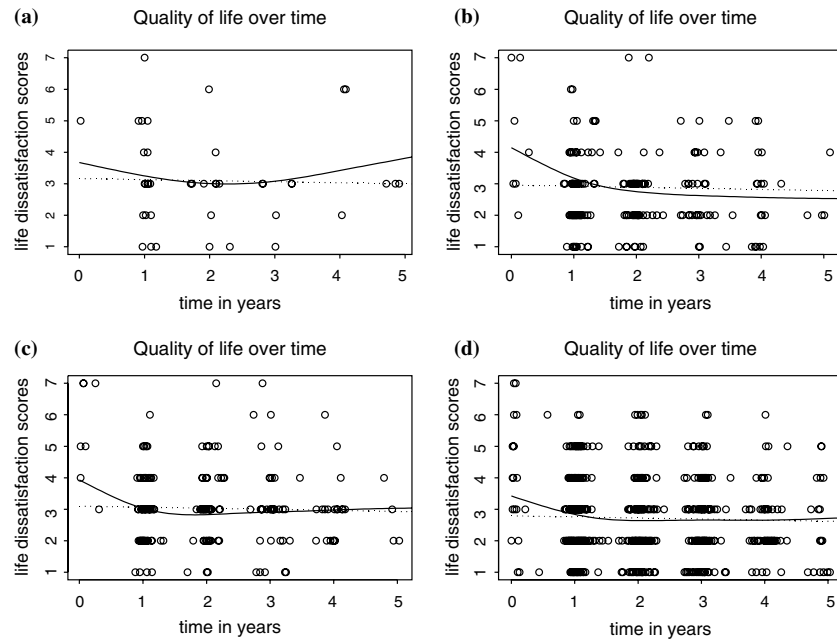 (a) Quality of life over time
life dissatisfaction scores
7
6
5
4
3
2
1
0 1 2 3 4 5
time in years
(b) Quality of life over time
life dissatisfaction scores
7
6
5
4
3
2
1
0 1 2 3 4 5
time in years
(c) Quality of life over time
life dissatisfaction scores
7
6
5
4
3
2
1
0 1 2 3 4 5
time in years
(d) Quality of life over time
life dissatisfaction scores
7
6
5
4
3
2
1
0 1 2 3 4 5
time in years